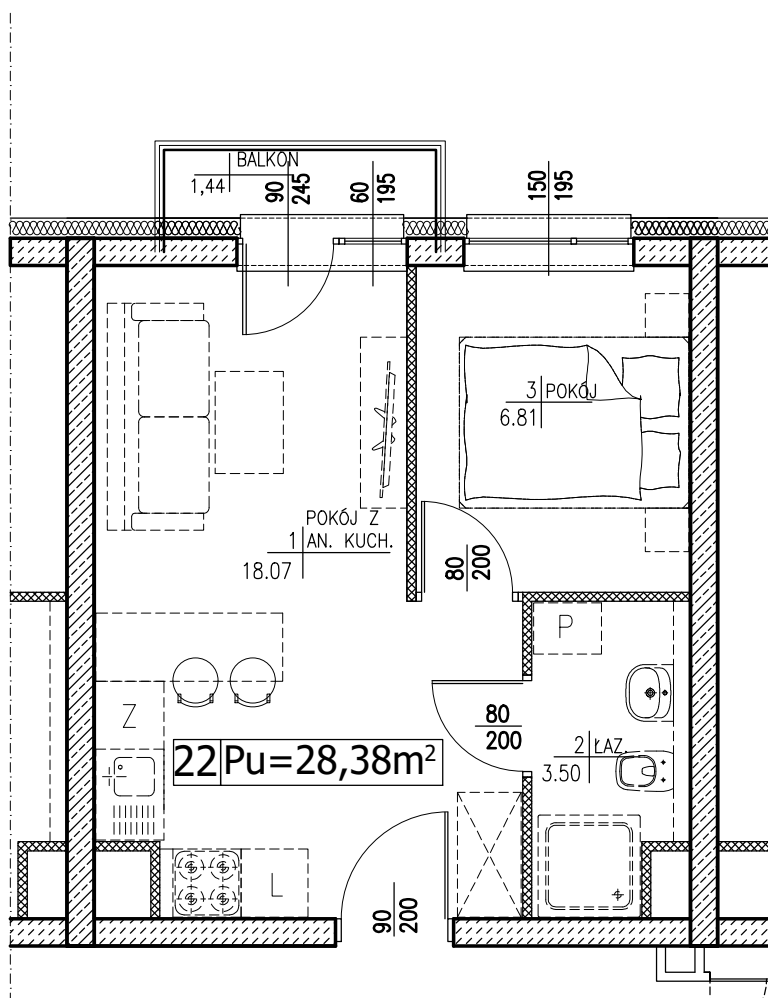 BALKON
1,44
90
245
60
195
150
195
3 POKÓJ
6.81
POKÓJ Z
1 AN. KUCH.
18.07
80
200
P
Z
80
200
2 ŁAZ.
3.50
22 Pu=28,38m²
L
90
200